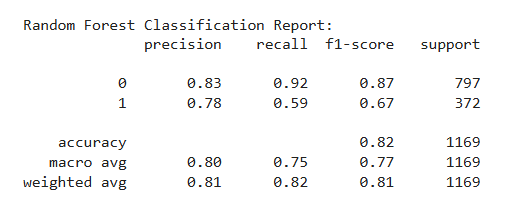 Random Forest Classification Report:
precision recall f1-score support
0 0.83 0.92 0.87 797
1 0.78 0.59 0.67 372
accuracy 0.82 1169
macro avg 0.80 0.75 0.77 1169
weighted avg 0.81 0.82 0.81 1169